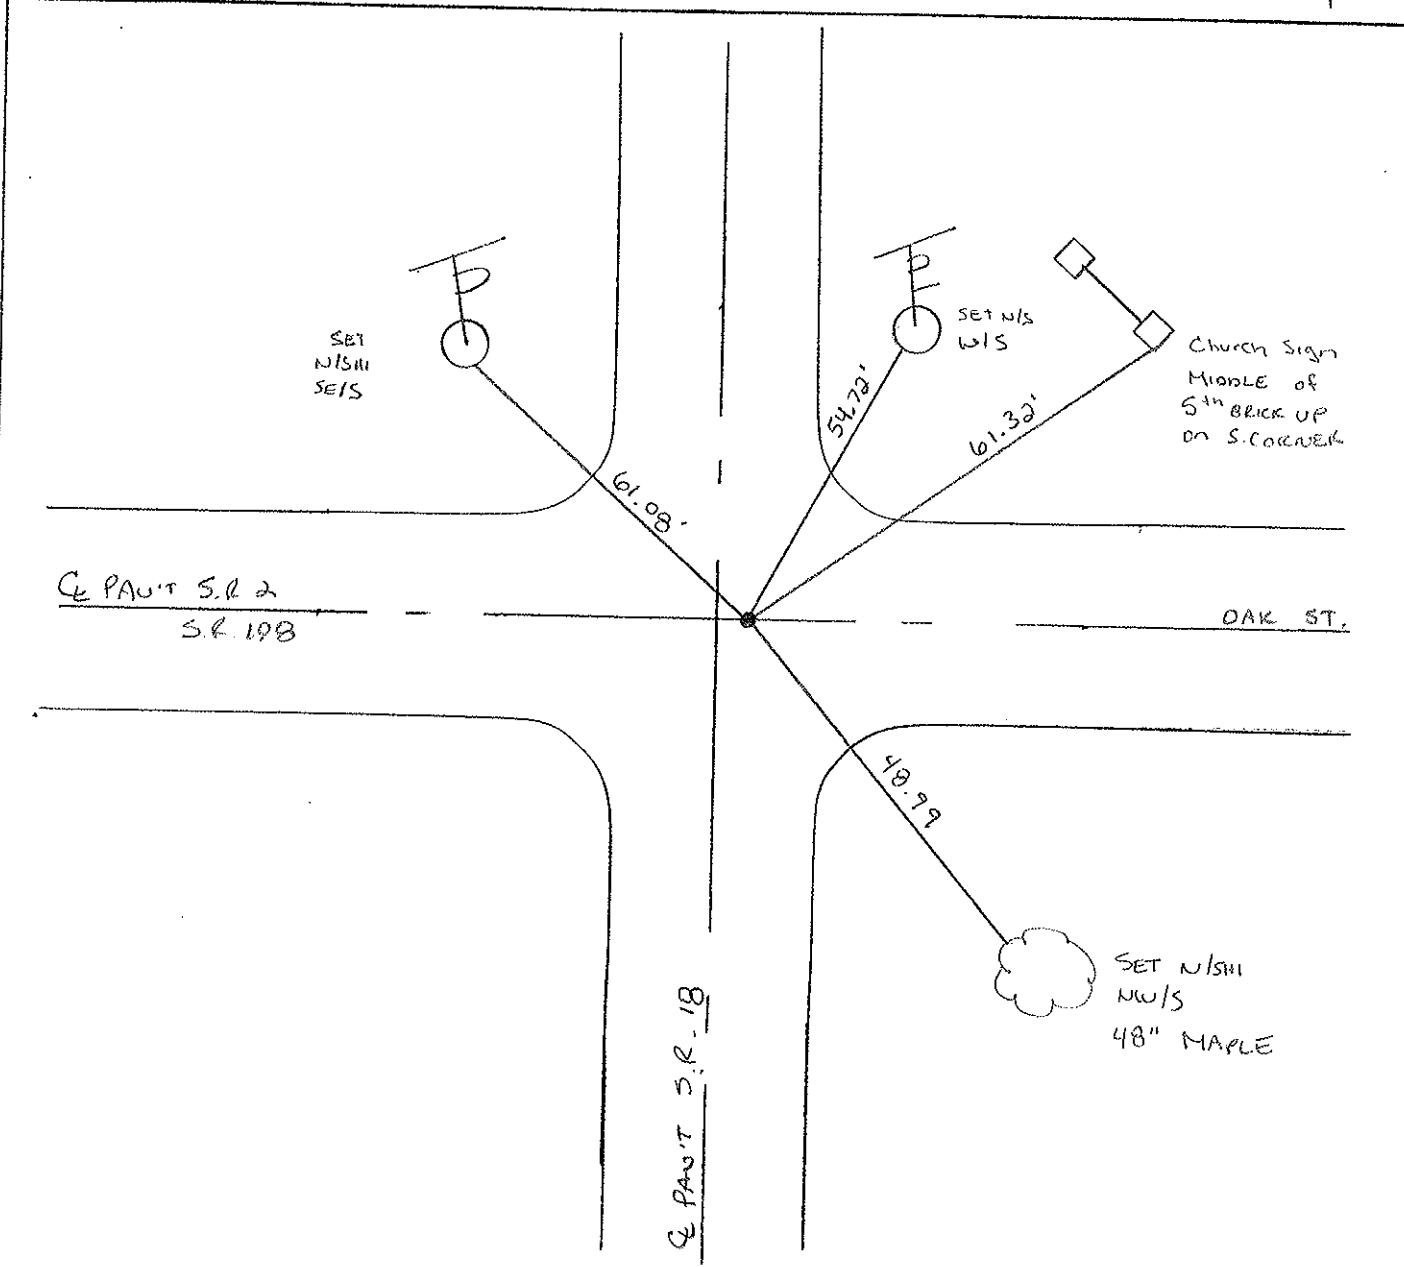 SET
N/SHI
SE/S
P
P
SET N/S
W/S
Church Sign
MIDDLE of
5th BRICK UP
on S. CORNER
54.72'
61.32'
61.08'
℄ PAV'T S.R 2
S.R. 198
OAK ST.
48.99
SET N/SHI
NW/S
48" MAPLE
℄ PAV'T S.R. 18